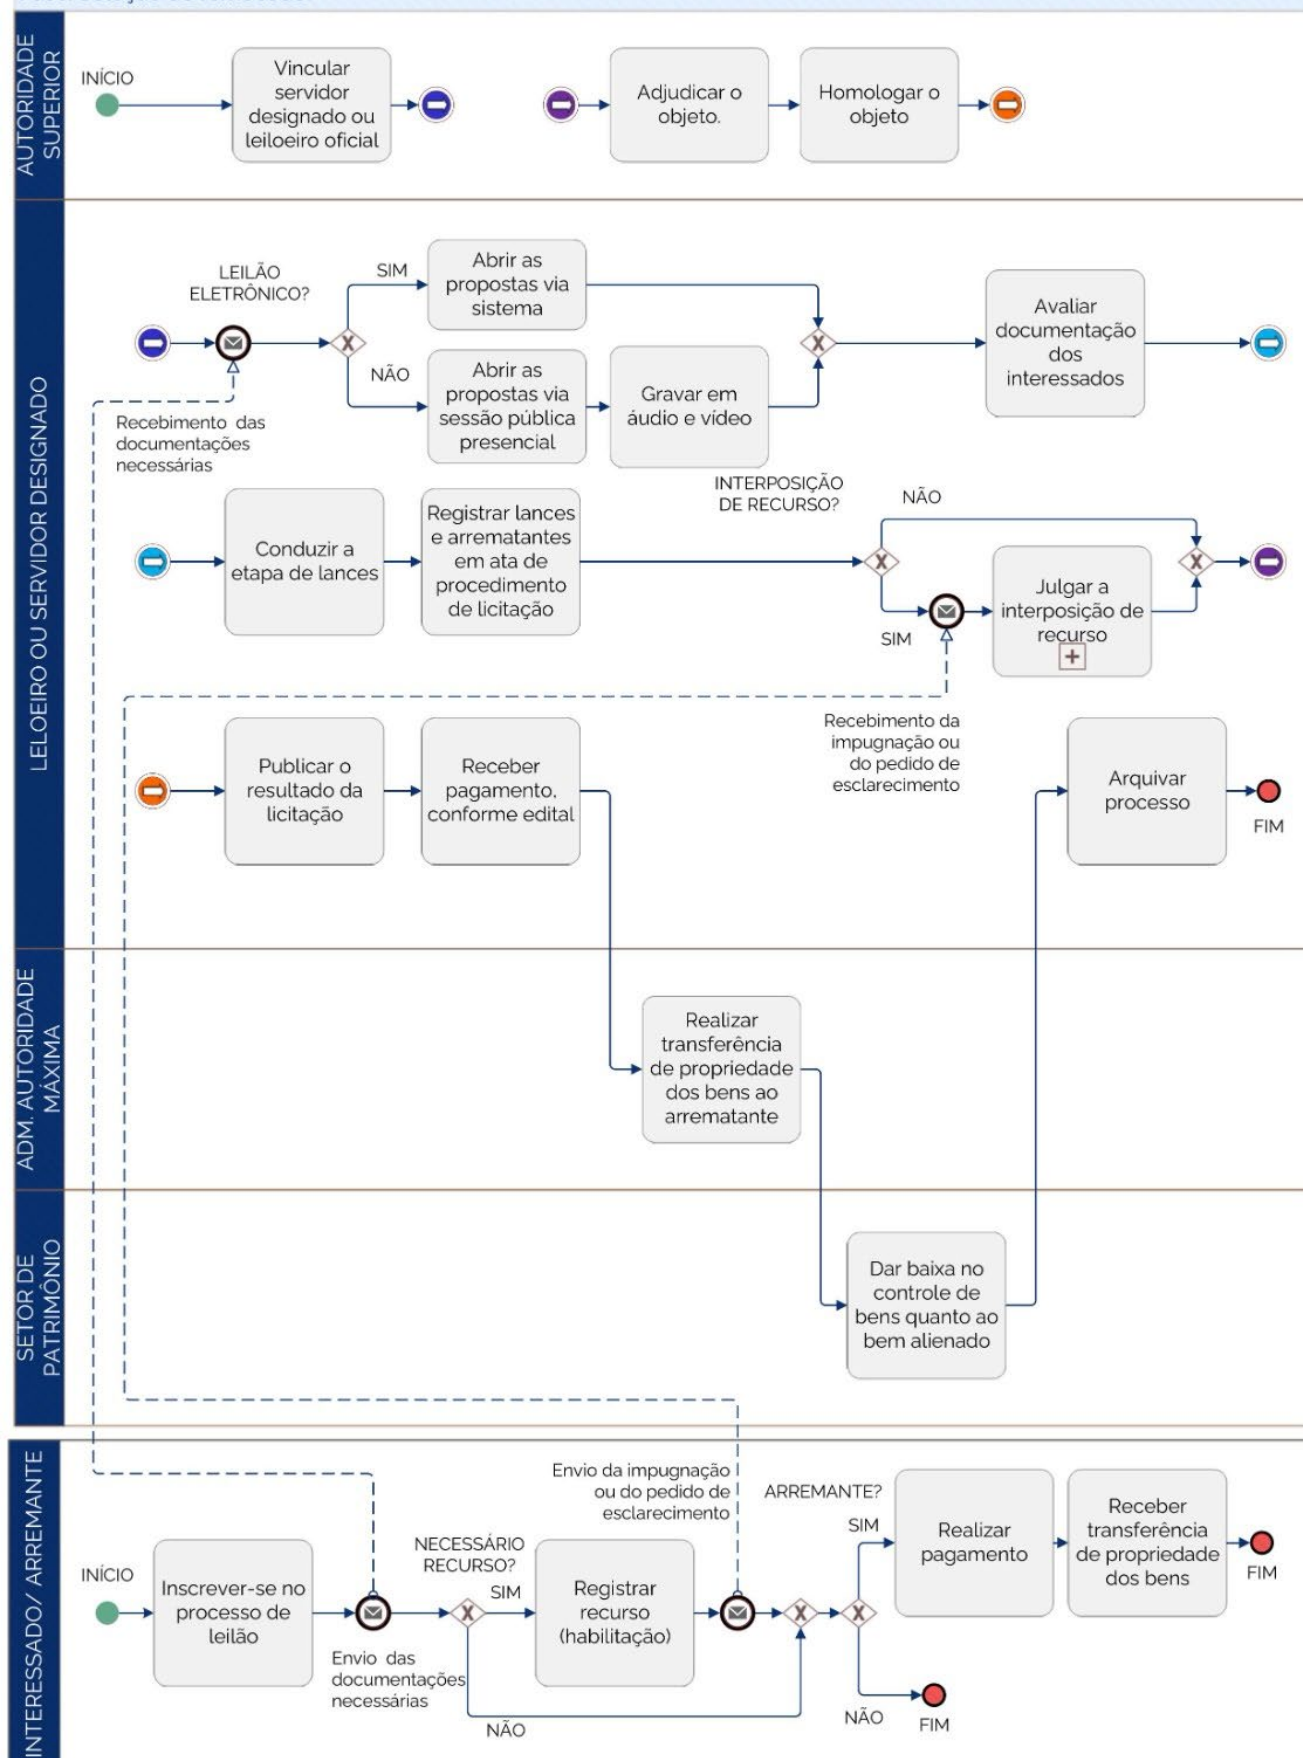 AUTORIDADE
SUPERIOR
INÍCIO
Vincular
servidor
designado ou
leiloeiro oficial
Adjudicar o
objeto.
Homologar o
objeto
LELOEIRO OU SERVIDOR DESIGNADO
LEILÃO
ELETRÔNICO?
SIM
Abrir as
propostas via
sistema
NÃO
Abrir as
propostas via
sessão pública
presencial
Gravar em
áudio e vídeo
Avaliar
documentação
dos
interessados
Recebimento das
documentações
necessárias
Conduzir a
etapa de lances
Registrar lances
e arrematantes
em ata de
procedimento
de licitação
INTERPOSIÇÃO
DE RECURSO?
NÃO
SIM
Julgar a
interposição de
recurso
Recebimento da
impugnação ou
do pedido de
esclarecimento
Publicar o
resultado da
licitação
Receber
pagamento,
conforme edital
Arquivar
processo
FIM
ADM. AUTORIDADE
MÁXIMA
Realizar
transferência
de propriedade
dos bens ao
arrematante
SETOR DE
PATRIMÔNIO
Dar baixa no
controle de
bens quanto ao
bem alienado
INTERESSADO/ ARREMANTE
INÍCIO
Inscrever-se no
processo de
leilão
Envio das
documentações
necessárias
NECESSÁRIO
RECURSO?
SIM
NÃO
Registrar
recurso
(habilitação)
Envio da impugnação
ou do pedido de
esclarecimento
ARREMANTE?
SIM
NÃO
FIM
Realizar
pagamento
Receber
transferência
de propriedade
dos bens
FIM